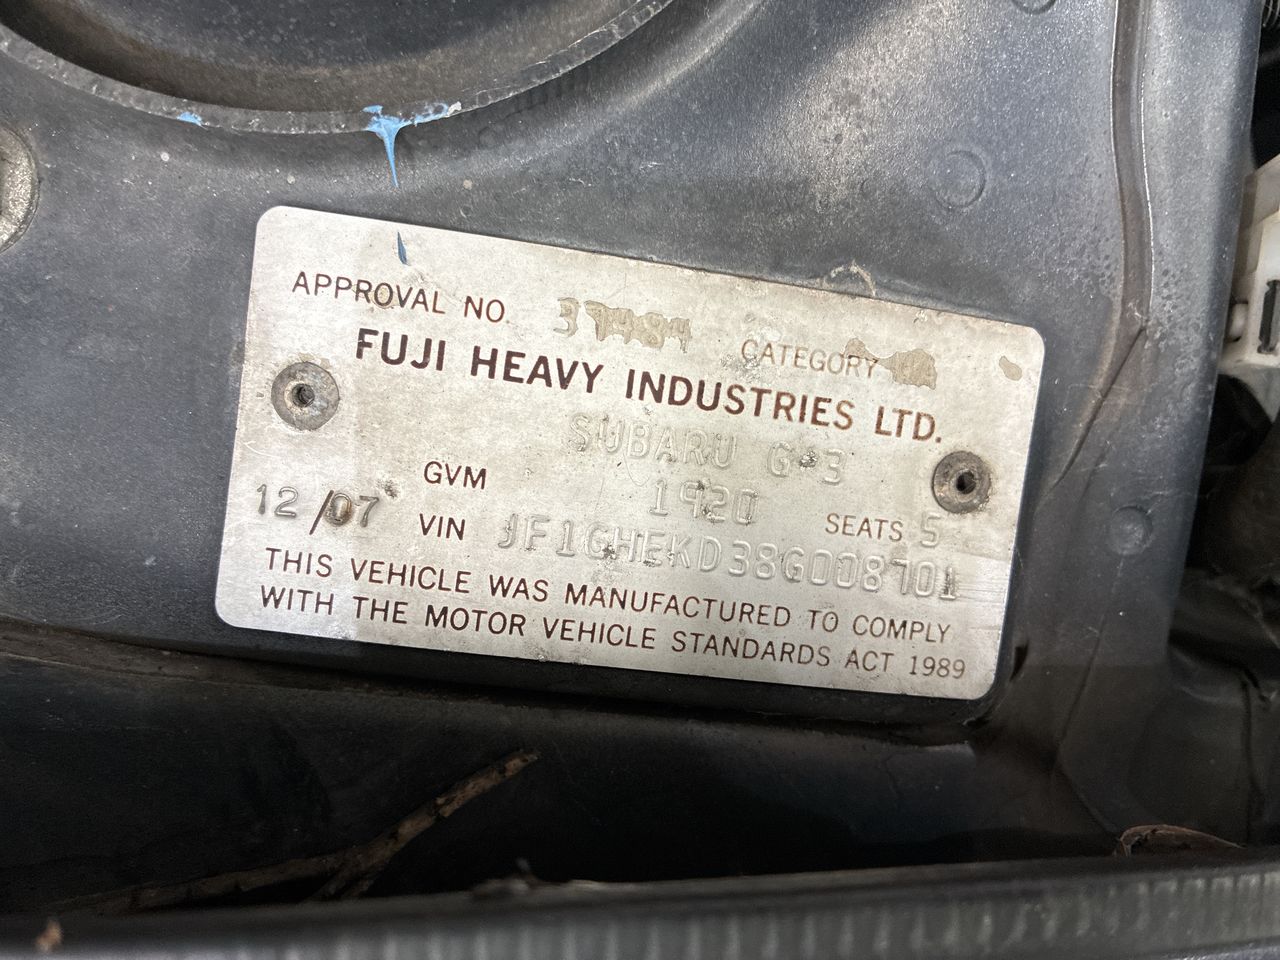 APPROVAL NO. 37484 CATEGORY
FUJI HEAVY INDUSTRIES LTD.
SUBARU G-3
GVM 1920 SEATS 5
12/07 VIN JF1GHEKD38G008701
THIS VEHICLE WAS MANUFACTURED TO COMPLY
WITH THE MOTOR VEHICLE STANDARDS ACT 1989